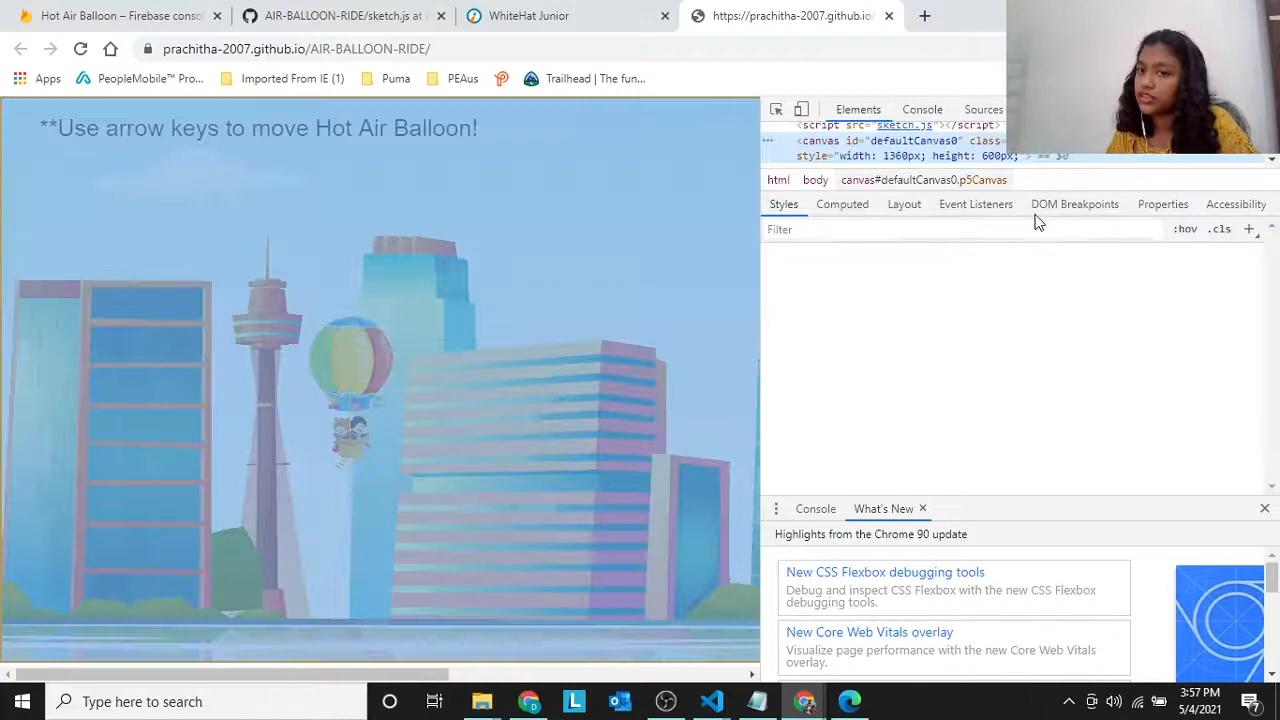 Hot Air Balloon – Firebase conso
AIR-BALLOON-RIDE/sketch.js at
WhiteHat Junior
https://prachitha-2007.github.io/
prachitha-2007.github.io/AIR-BALLOON-RIDE/
Apps
PeopleMobile™ Pro...
Imported From IE (1)
Puma
PEAus
Trailhead | The fun...
**Use arrow keys to move Hot Air Balloon!
Elements
Console
Sources
<script src="sketch.js"></script>
<canvas id="defaultCanvas0" class=
style="width: 1360px; height: 600px;"> == $0
html
body
canvas#defaultCanvas0.p5Canvas
Styles
Computed
Layout
Event Listeners
DOM Breakpoints
Properties
Accessibility
Filter
:hov
.cls
Console
What's New
Highlights from the Chrome 90 update
New CSS Flexbox debugging tools
Debug and inspect CSS Flexbox with the new CSS Flexbox
debugging tools.
New Core Web Vitals overlay
Visualize page performance with the new Core Web Vitals
overlay.
Type here to search
3:57 PM
5/4/2021
7